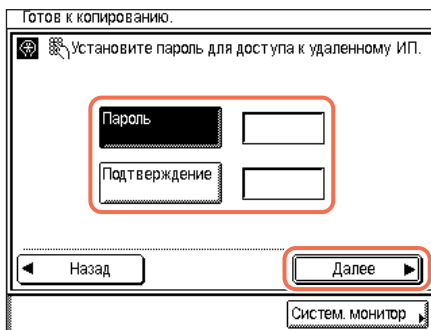 Готов к копированию.
Установите пароль для доступа к удаленному ИП.
Пароль
Подтверждение
Назад
Далее
Систем. монитор